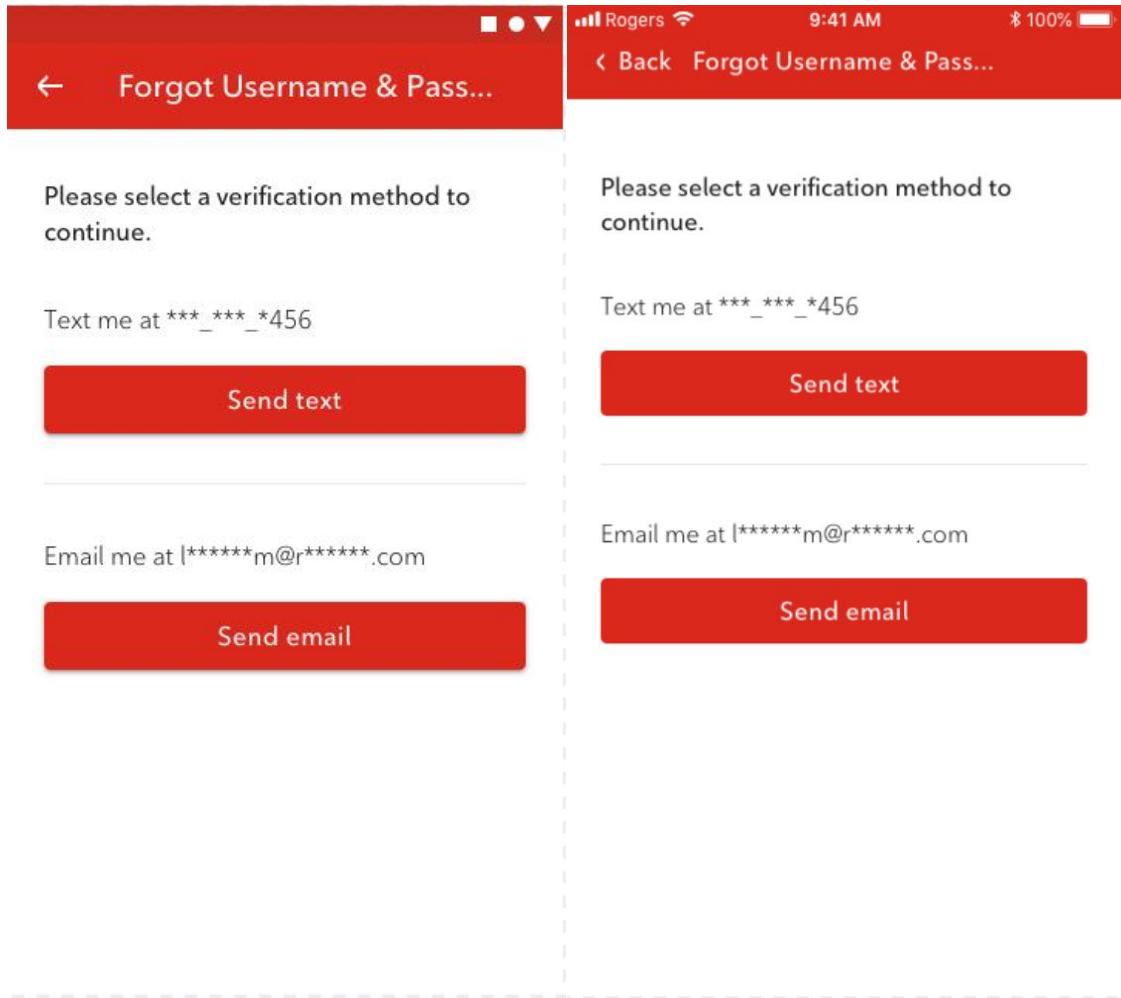 Forgot Username & Pass...
Please select a verification method to
continue.
Text me at ***_***_*456
Send text
Email me at l******m@r******.com
Send email
Rogers 9:41 AM 100%
Back Forgot Username & Pass...
Please select a verification method to
continue.
Text me at ***_***_*456
Send text
Email me at l******m@r******.com
Send email